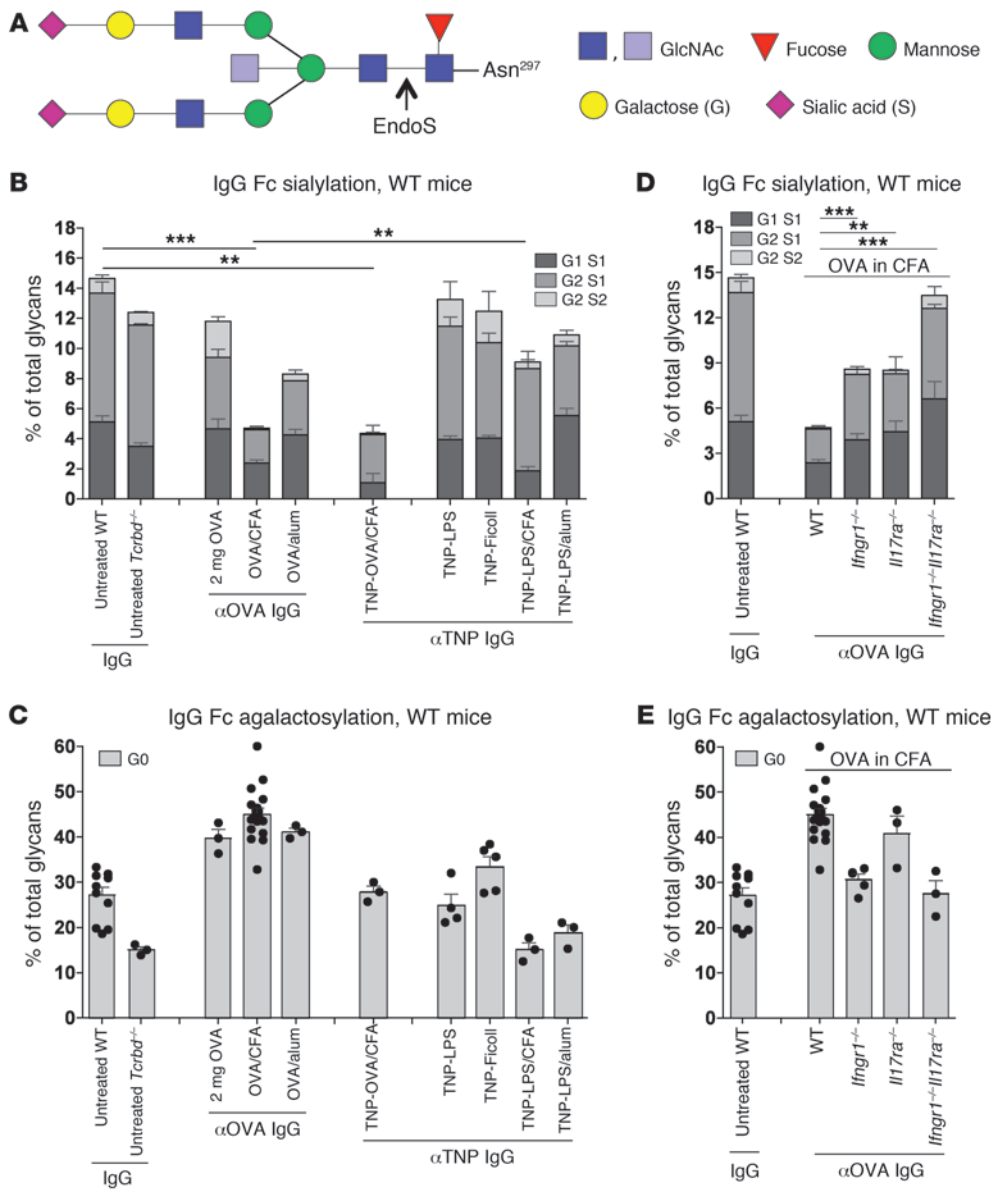 A
Asn297
EndoS
, GlcNAc
Fucose
Mannose
Galactose (G)
Sialic acid (S)
B
IgG Fc sialylation, WT mice
% of total glycans
18
16
14
12
10
8
6
4
2
0
***
**
**
G1 S1
G2 S1
G2 S2
Untreated WT
Untreated Tcrbd–/–
2 mg OVA
OVA/CFA
OVA/alum
TNP-OVA/CFA
TNP-LPS
TNP-Ficoll
TNP-LPS/CFA
TNP-LPS/alum
IgG
αOVA IgG
αTNP IgG
D
IgG Fc sialylation, WT mice
% of total glycans
18
15
12
9
6
3
0
G1 S1
G2 S1
G2 S2
***
**
***
OVA in CFA
Untreated WT
WT
Ifngr1–/–
Il17ra–/–
Ifngr1–/–Il17ra–/–
IgG
αOVA IgG
C
IgG Fc agalactosylation, WT mice
% of total glycans
60
50
40
30
20
10
0
G0
Untreated WT
Untreated Tcrbd–/–
2 mg OVA
OVA/CFA
OVA/alum
TNP-OVA/CFA
TNP-LPS
TNP-Ficoll
TNP-LPS/CFA
TNP-LPS/alum
IgG
αOVA IgG
αTNP IgG
E
IgG Fc agalactosylation, WT mice
% of total glycans
60
50
40
30
20
10
0
G0
OVA in CFA
Untreated WT
WT
Ifngr1–/–
Il17ra–/–
Ifngr1–/–Il17ra–/–
IgG
αOVA IgG